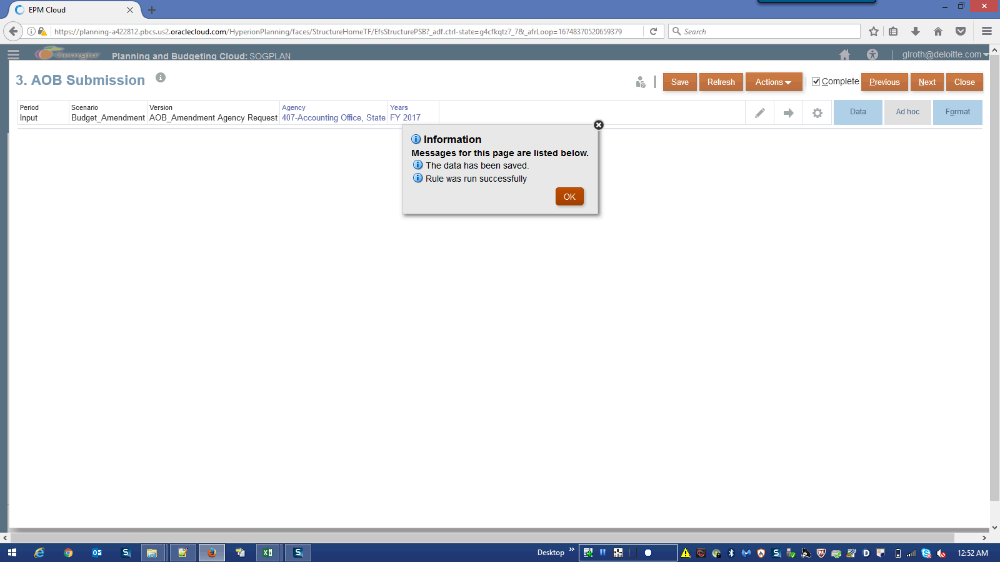 EPM Cloud
https://planning-a422812.pbcs.us2.oraclecloud.com/HyperionPlanning/faces/StructureHomeTF/EfsStructurePSB?_adf.ctrl-state=g4cfkqtz7_7&_afrLoop=16748370520659379
Search
Georgia Planning and Budgeting Cloud: SOGPLAN glroth@deloitte.com
3. AOB Submission
Save Refresh Actions Complete Previous Next Close
Period Scenario Version Agency Years
Input Budget_Amendment AOB_Amendment Agency Request 407-Accounting Office, State FY 2017
Data Ad hoc Format
Information
Messages for this page are listed below.
The data has been saved.
Rule was run successfully
OK
Desktop
12:52 AM